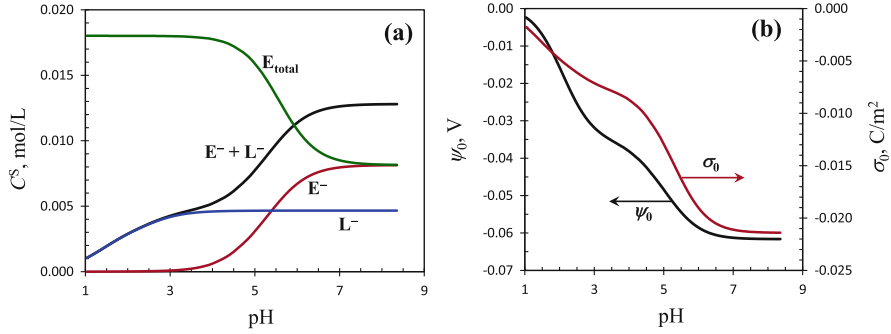 (a)
0.020
0.015
0.010
0.005
0.000
Cˢ, mol/L
E_total
E⁻ + L⁻
E⁻
L⁻
1 3 5 7 9
pH
(b)
0.00
-0.01
-0.02
-0.03
-0.04
-0.05
-0.06
-0.07
ψ₀, V
0.000
-0.005
-0.010
-0.015
-0.020
-0.025
σ₀, C/m²
σ₀
ψ₀
1 3 5 7 9
pH